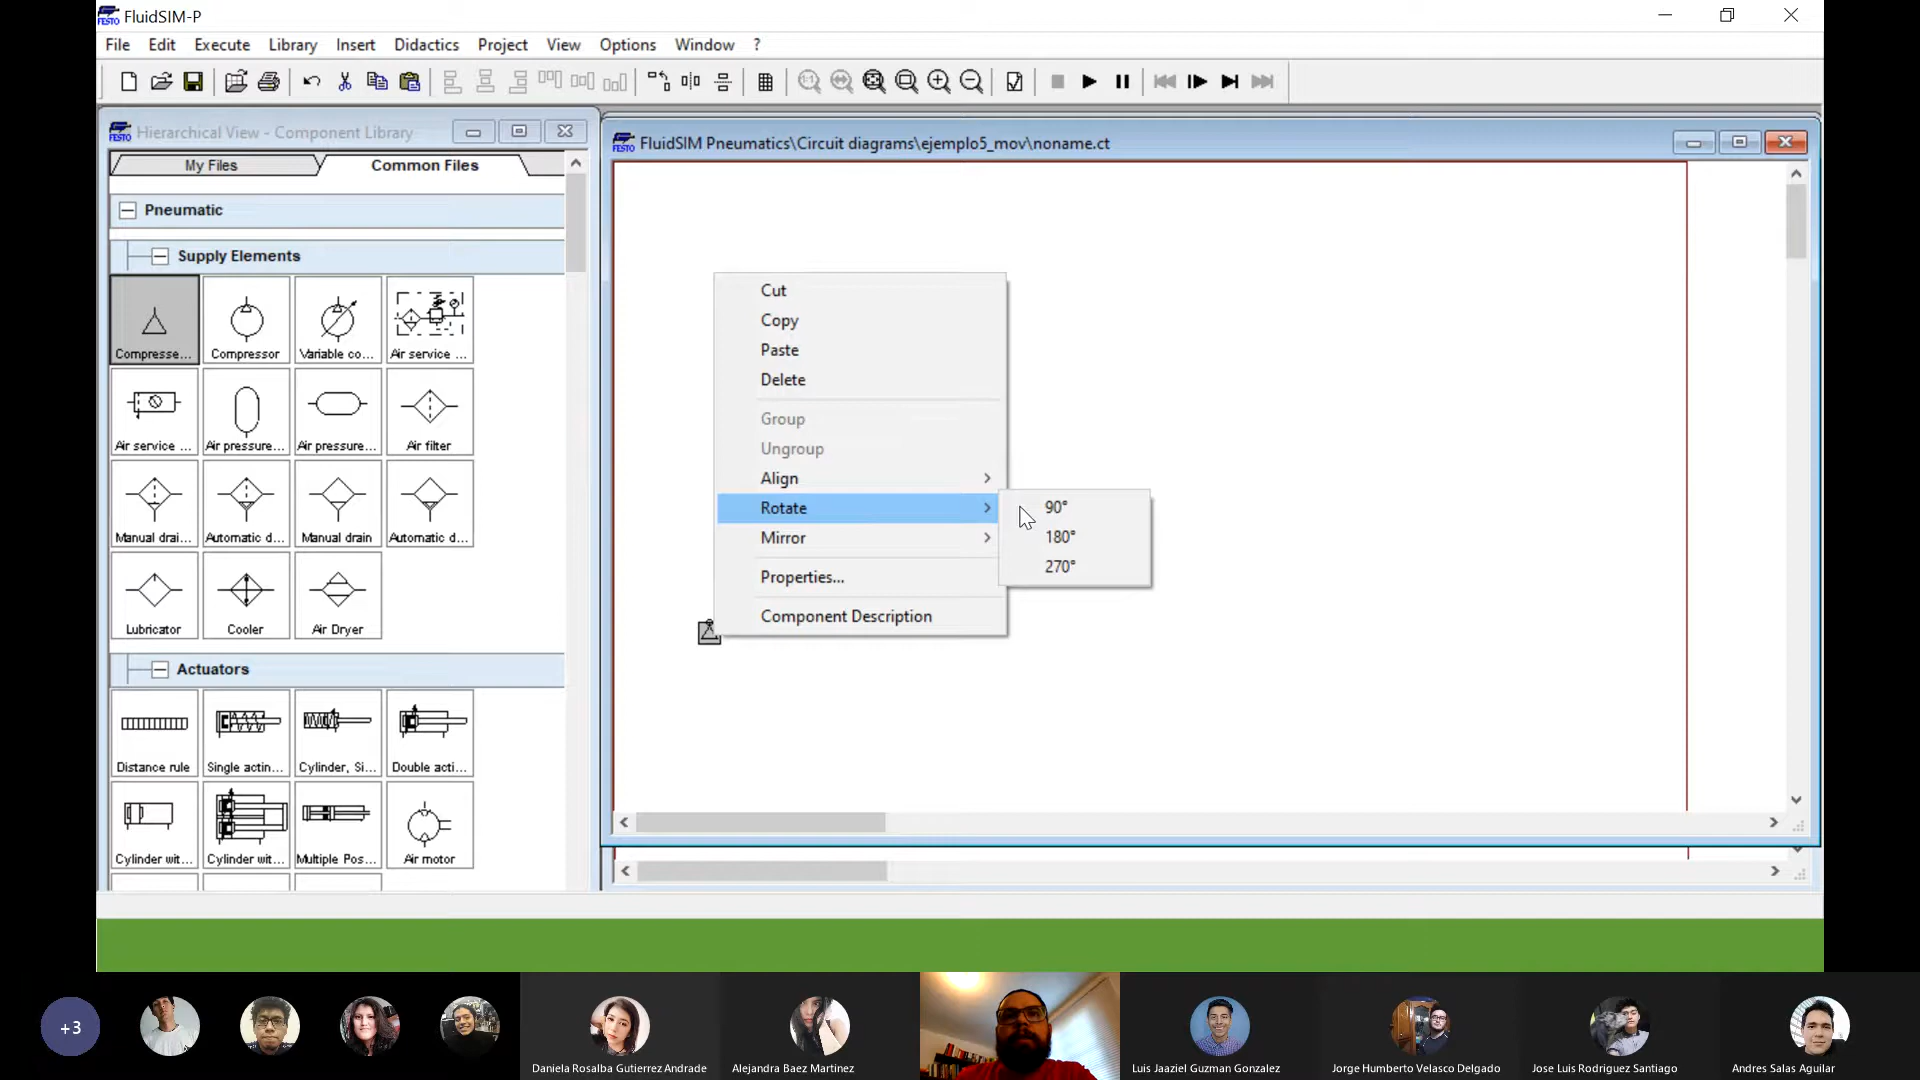 FluidSIM-P
File Edit Execute Library Insert Didactics Project View Options Window ?
Hierarchical View - Component Library
My Files Common Files
Pneumatic
Supply Elements
Compresse... Compressor Variable co... Air service ...
Air service ... Air pressure... Air pressure... Air filter
Manual drai... Automatic d... Manual drain Automatic d...
Lubricator Cooler Air Dryer
Actuators
Distance rule Single actin... Cylinder, Si... Double acti...
Cylinder wit... Cylinder wit... Multiple Pos... Air motor
FluidSIM Pneumatics\Circuit diagrams\ejemplo5_mov\noname.ct
Cut
Copy
Paste
Delete
Group
Ungroup
Align
Rotate
Mirror
Properties...
Component Description
90°
180°
270°
+3
Daniela Rosalba Gutierrez Andrade
Alejandra Baez Martinez
Luis Jaaziel Guzman Gonzalez
Jorge Humberto Velasco Delgado
Jose Luis Rodriguez Santiago
Andres Salas Aguilar